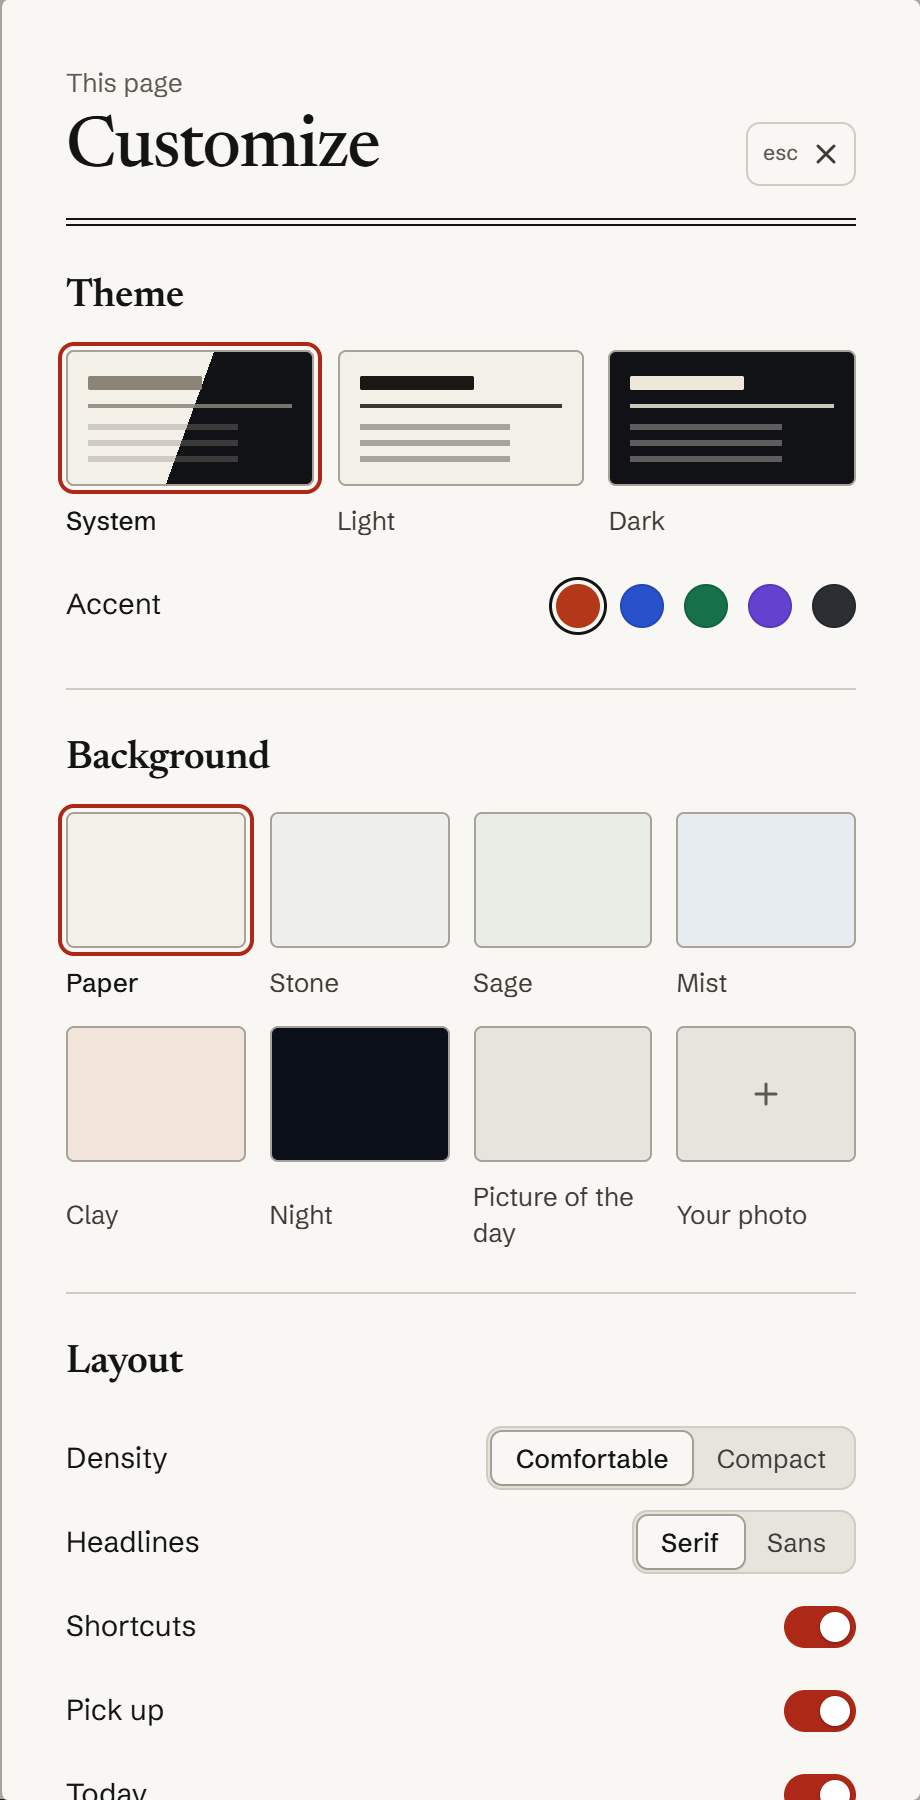 This page
Customize
esc
Theme
System
Light
Dark
Accent
Background
Paper
Stone
Sage
Mist
Clay
Night
Picture of the
day
Your photo
Layout
Density
Comfortable
Compact
Headlines
Serif
Sans
Shortcuts
Pick up
Today